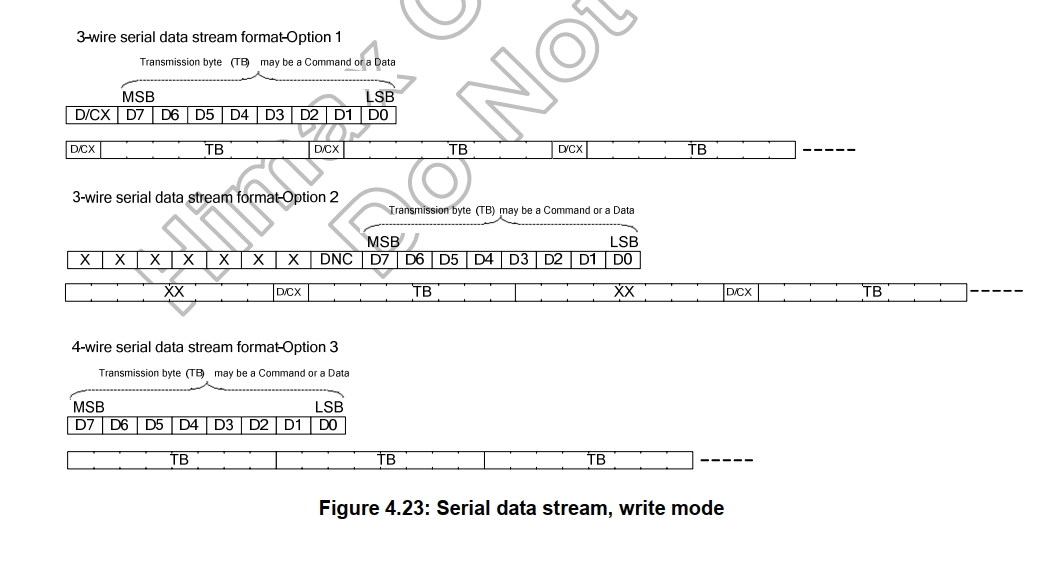 3-wire serial data stream format-Option 1
Transmission byte (TB) may be a Command or a Data
MSB LSB
D/CX D7 D6 D5 D4 D3 D2 D1 D0
D/CX TB D/CX TB D/CX TB
3-wire serial data stream format-Option 2
Transmission byte (TB) may be a Command or a Data
MSB LSB
X X X X X X X DNC D7 D6 D5 D4 D3 D2 D1 D0
XX D/CX TB XX D/CX TB
4-wire serial data stream format-Option 3
Transmission byte (TB) may be a Command or a Data
MSB LSB
D7 D6 D5 D4 D3 D2 D1 D0
TB TB TB
Figure 4.23: Serial data stream, write mode
Himax
Do Not